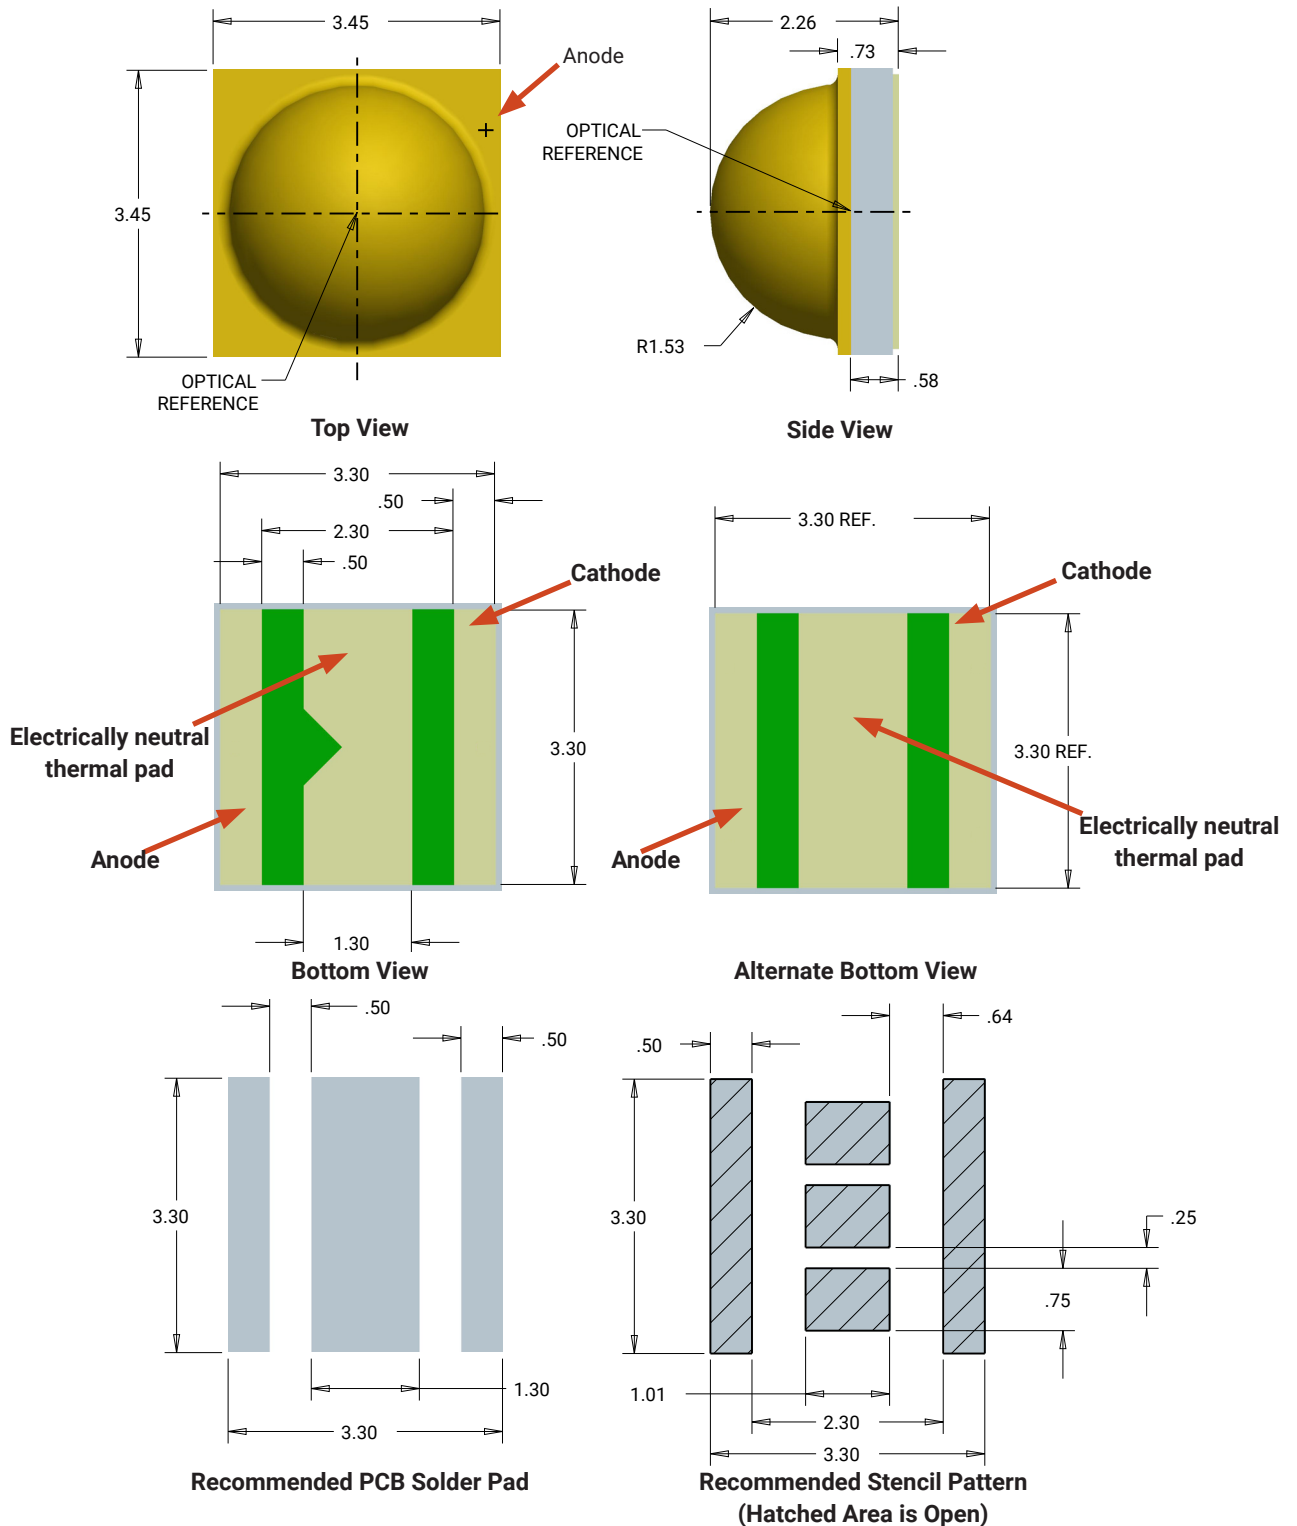 3.45
Anode
+
3.45
OPTICAL
REFERENCE
Top View
2.26
.73
OPTICAL
REFERENCE
R1.53
.58
Side View
3.30
.50
2.30
.50
Cathode
Electrically neutral
thermal pad
3.30
Anode
1.30
Bottom View
3.30 REF.
Cathode
3.30 REF.
Electrically neutral
thermal pad
Anode
Alternate Bottom View
.50
.50
3.30
1.30
3.30
Recommended PCB Solder Pad
.64
.50
3.30
.25
.75
1.01
2.30
3.30
Recommended Stencil Pattern
(Hatched Area is Open)